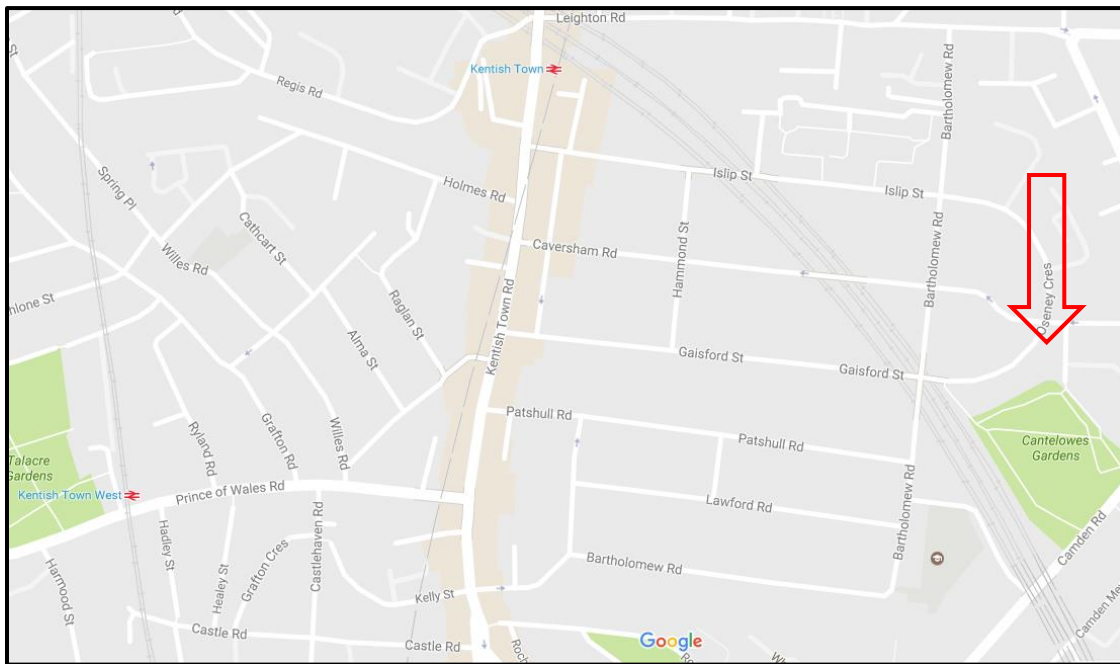 Leighton Rd
Kentish Town
Regis Rd
Bartholomew Rd
Islip St
Islip St
Holmes Rd
Spring Pl
Cathcart St
Willes Rd
Caversham Rd
Hammond St
Bartholomew Rd
Oseney Cres
Raglan St
Alma St
Kentish Town Rd
Gaisford St
Gaisford St
Patshull Rd
Patshull Rd
Ryland Rd
Grafton Rd
Willes Rd
Talacre
Gardens
Cantelowes
Gardens
Kentish Town West
Prince of Wales Rd
Lawford Rd
Bartholomew Rd
Camden Rd
Hadley St
Healey St
Grafton Cres
Castlehaven Rd
Bartholomew Rd
Harmood St
Kelly St
Castle Rd
Castle Rd
Google